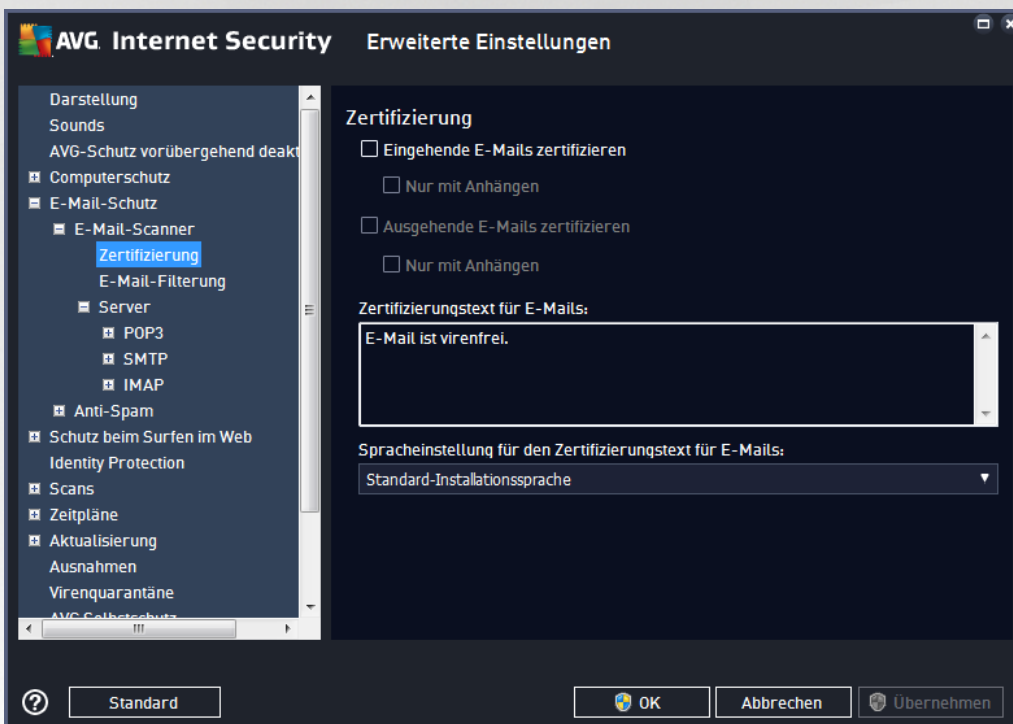 AVG. Internet Security Erweiterte Einstellungen
Darstellung
Sounds
AVG-Schutz vorübergehend deakt
Computerschutz
E-Mail-Schutz
E-Mail-Scanner
Zertifizierung
E-Mail-Filterung
Server
POP3
SMTP
IMAP
Anti-Spam
Schutz beim Surfen im Web
Identity Protection
Scans
Zeitpläne
Aktualisierung
Ausnahmen
Virenquarantäne
AVG Selbstschutz
Zertifizierung
Eingehende E-Mails zertifizieren
Nur mit Anhängen
Ausgehende E-Mails zertifizieren
Nur mit Anhängen
Zertifizierungstext für E-Mails:
E-Mail ist virenfrei.
Spracheinstellung für den Zertifizierungstext für E-Mails:
Standard-Installationssprache
Standard
OK
Abbrechen
Übernehmen